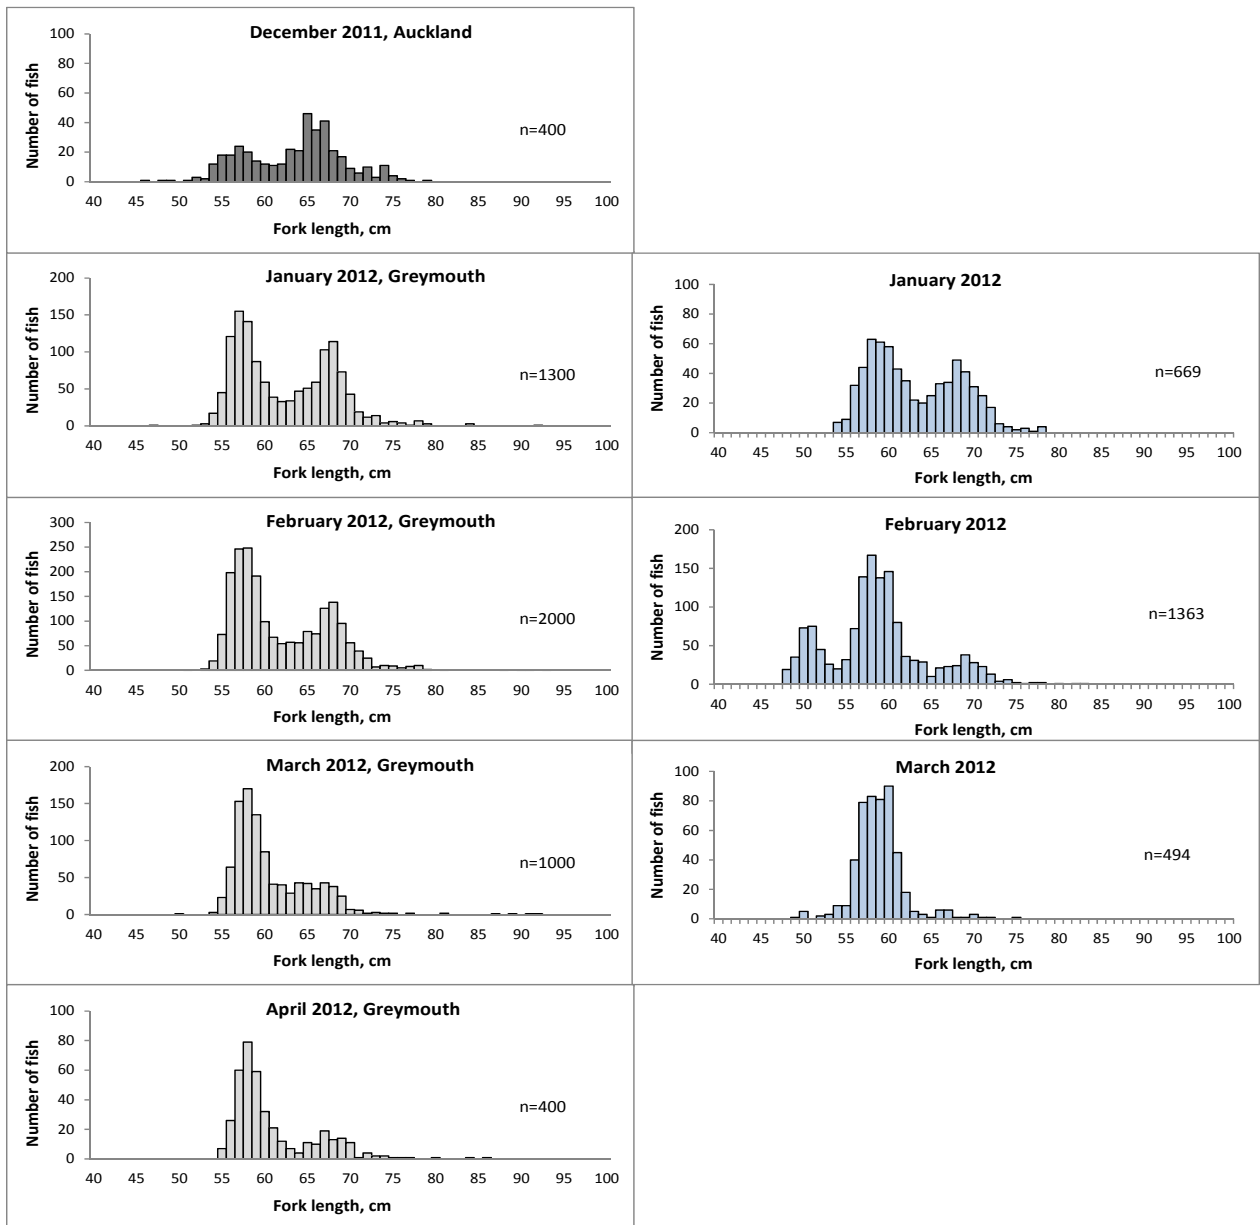 December 2011, Auckland
Number of fish
100
80
60
40
20
0
n=400
40 45 50 55 60 65 70 75 80 85 90 95 100
Fork length, cm
January 2012, Greymouth
Number of fish
200
150
100
50
0
n=1300
40 45 50 55 60 65 70 75 80 85 90 95 100
Fork length, cm
January 2012
Number of fish
100
80
60
40
20
0
n=669
40 45 50 55 60 65 70 75 80 85 90 95 100
Fork length, cm
February 2012, Greymouth
Number of fish
300
250
200
150
100
50
0
n=2000
40 45 50 55 60 65 70 75 80 85 90 95 100
Fork length, cm
February 2012
Number of fish
200
150
100
50
0
n=1363
40 45 50 55 60 65 70 75 80 85 90 95 100
Fork length, cm
March 2012, Greymouth
Number of fish
200
150
100
50
0
n=1000
40 45 50 55 60 65 70 75 80 85 90 95 100
Fork length, cm
March 2012
Number of fish
100
80
60
40
20
0
n=494
40 45 50 55 60 65 70 75 80 85 90 95 100
Fork length, cm
April 2012, Greymouth
Number of fish
100
80
60
40
20
0
n=400
40 45 50 55 60 65 70 75 80 85 90 95 100
Fork length, cm